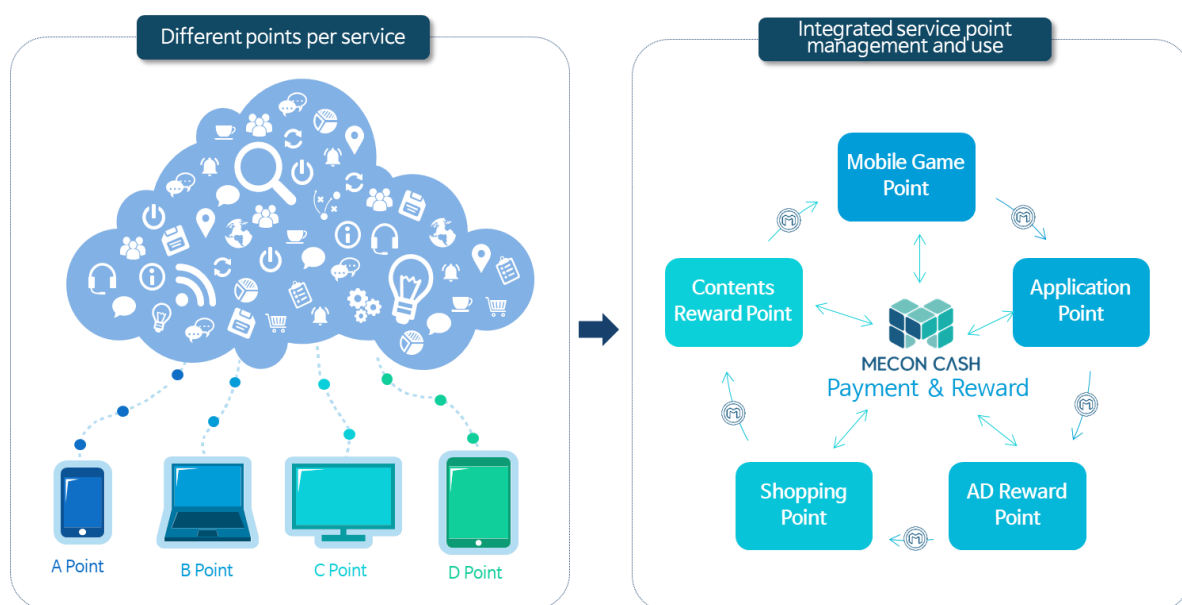 Different points per service
A Point
B Point
C Point
D Point
Integrated service point
management and use
Mobile Game
Point
Contents
Reward Point
Application
Point
MECON CASH
Payment & Reward
Shopping
Point
AD Reward
Point